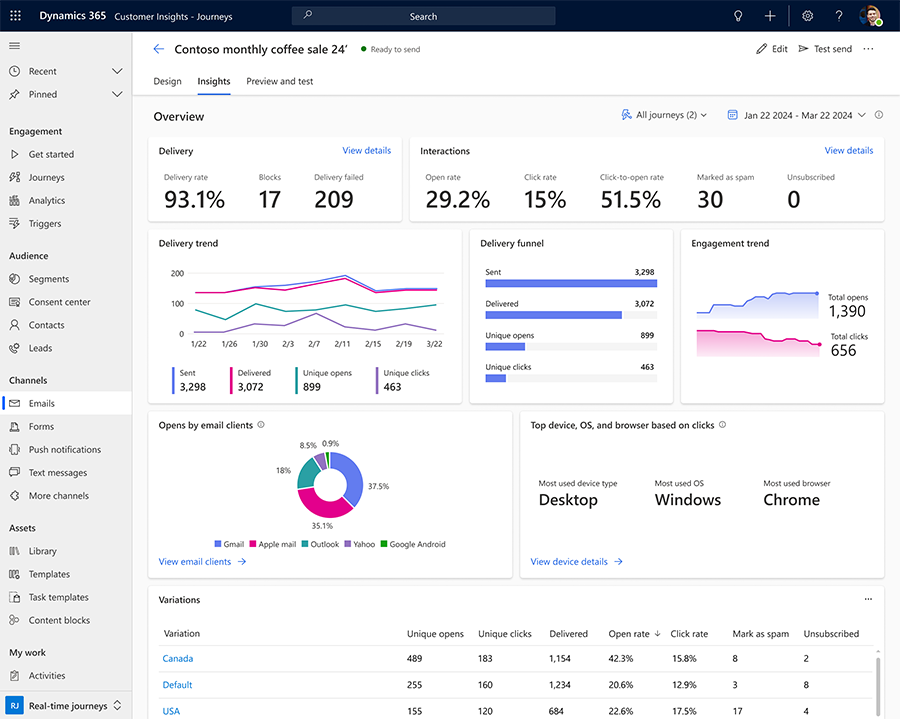 Dynamics 365 Customer Insights - Journeys Search
Contoso monthly coffee sale 24' Ready to send Edit Test send
Design Insights Preview and test
Recent
Pinned
Engagement
Get started
Journeys
Analytics
Triggers
Audience
Segments
Consent center
Contacts
Leads
Channels
Emails
Forms
Push notifications
Text messages
More channels
Assets
Library
Templates
Task templates
Content blocks
My work
Activities
RJ Real-time journeys
Overview All journeys (2) Jan 22 2024 - Mar 22 2024
Delivery View details
Delivery rate Blocks Delivery failed
93.1% 17 209
Interactions View details
Open rate Click rate Click-to-open rate Marked as spam Unsubscribed
29.2% 15% 51.5% 30 0
Delivery trend
200
100
0
1/22 1/26 1/30 2/3 2/7 2/11 2/15 2/19 3/22
Sent Delivered Unique opens Unique clicks
3,298 3,072 899 463
Delivery funnel
Sent 3,298
Delivered 3,072
Unique opens 899
Unique clicks 463
Engagement trend
Total opens
1,390
Total clicks
656
Opens by email clients
8.5% 0.9%
18%
37.5%
35.1%
Gmail Apple mail Outlook Yahoo Google Android
View email clients
Top device, OS, and browser based on clicks
Most used device type Most used OS Most used browser
Desktop Windows Chrome
View device details
Variations
Variation Unique opens Unique clicks Delivered Open rate Click rate Mark as spam Unsubscribed
Canada 489 183 1,154 42.3% 15.8% 8 2
Default 255 160 1,234 20.6% 12.9% 3 8
USA 155 120 684 22.6% 17.5% 17 4